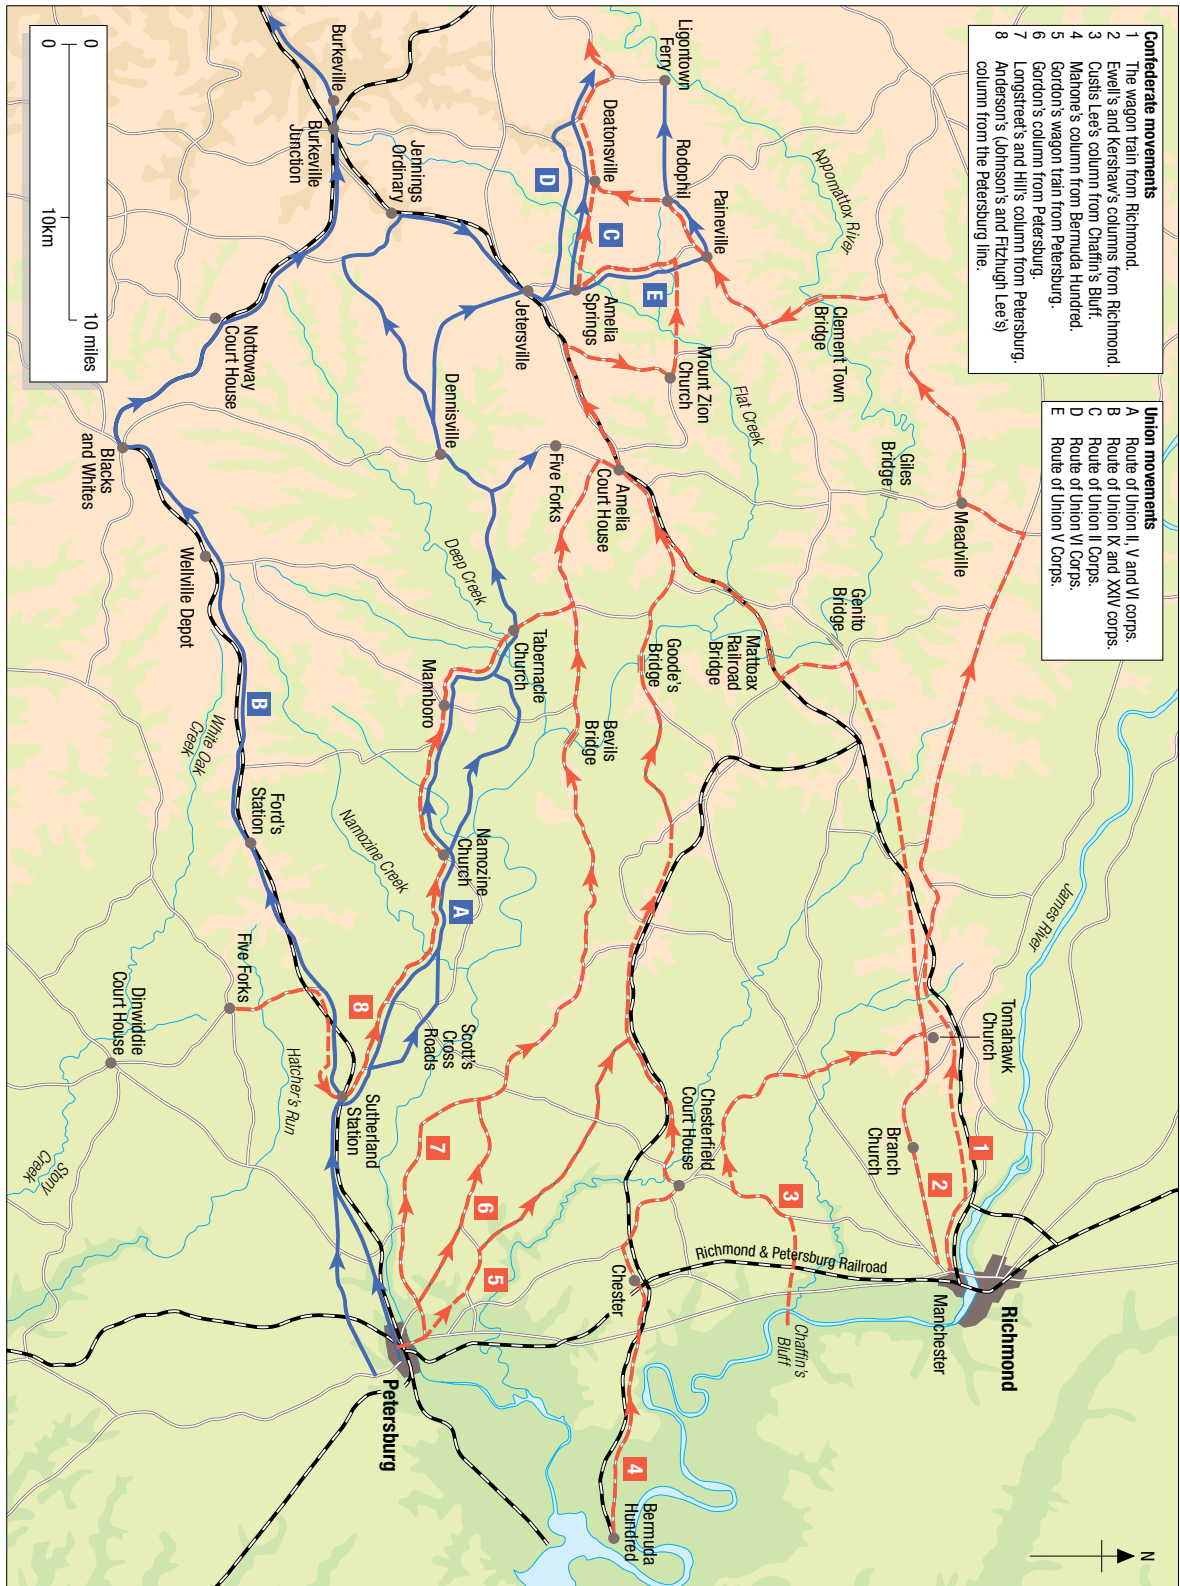 Confederate movements
1 The wagon train from Richmond.
2 Ewell's and Kershaw's columns from Richmond.
3 Custis Lee's column from Chaffin's Bluff.
4 Mahone's column from Bermuda Hundred.
5 Gordon's wagon train from Petersburg.
6 Gordon's column from Petersburg.
7 Longstreet's and Hill's column from Petersburg.
8 Anderson's (Johnson's and Fitzhugh Lee's)
column from the Petersburg line.
Union movements
A Route of Union II, V and VI corps.
B Route of Union IX and XXIV corps.
C Route of Union II Corps.
D Route of Union VI Corps.
E Route of Union V Corps.
N
James River
Meadville
Giles
Bridge
Genito
Bridge
Tomahawk
Church
1
Richmond
Appomattox River
Clement Town
Bridge
Branch
Church
2
Manchester
Richmond & Petersburg Railroad
Ligontown
Ferry
Rodophil
Paineville
Flat Creek
Mount Zion
Church
Mattoax
Railroad
Bridge
3
Chaffin's
Bluff
Deatonsville
C
E
Amelia
Springs
Amelia
Court House
Goode's
Bridge
Chesterfield
Court House
Chester
4
Bermuda
Hundred
D
Jetersville
Five Forks
Bevils
Bridge
Tabernacle
Church
Deep Creek
Mannboro
Namozine
Church
Namozine Creek
A
Scott's
Cross
Roads
7
6
5
Jennings
Ordinary
Dennisville
8
Sutherland
Station
Petersburg
Burkeville
Burkeville
Junction
Nottoway
Court House
Blacks
and Whites
Wellville Depot
B
White Oak
Creek
Ford's
Station
Five Forks
Hatcher's Run
Dinwiddie
Court House
Stony
Creek
0 10 miles
0 10km